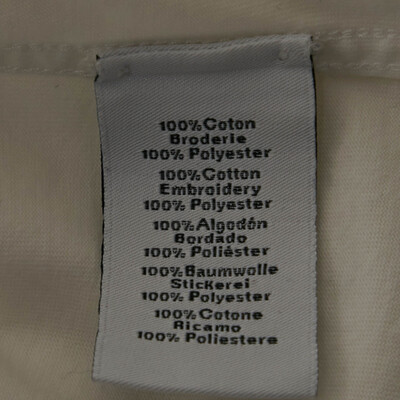 100% Coton
Broderie
100% Polyester
100% Cotton
Embroidery
100% Polyester
100% Algodón
Bordado
100% Poliéster
100% Baumwolle
Stickerei
100% Polyester
100% Cotone
Ricamo
100% Poliestere